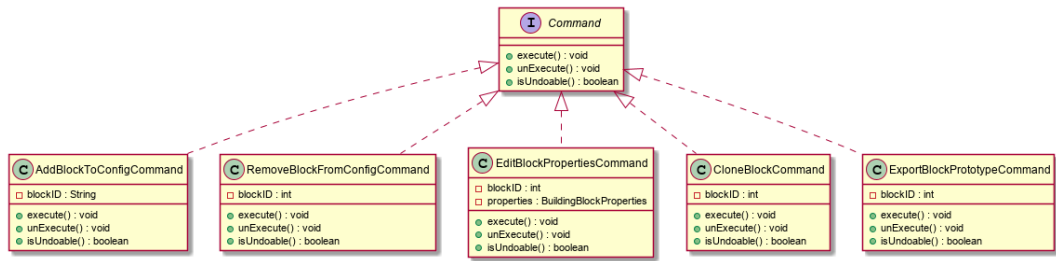 I Command
execute() : void
unExecute() : void
isUndoable() : boolean
C AddBlockToConfigCommand
blockID : String
execute() : void
unExecute() : void
isUndoable() : boolean
C RemoveBlockFromConfigCommand
blockID : int
execute() : void
unExecute() : void
isUndoable() : boolean
C EditBlockPropertiesCommand
blockID : int
properties : BuildingBlockProperties
execute() : void
unExecute() : void
isUndoable() : boolean
C CloneBlockCommand
blockID : int
execute() : void
unExecute() : void
isUndoable() : boolean
C ExportBlockPrototypeCommand
blockID : int
execute() : void
unExecute() : void
isUndoable() : boolean